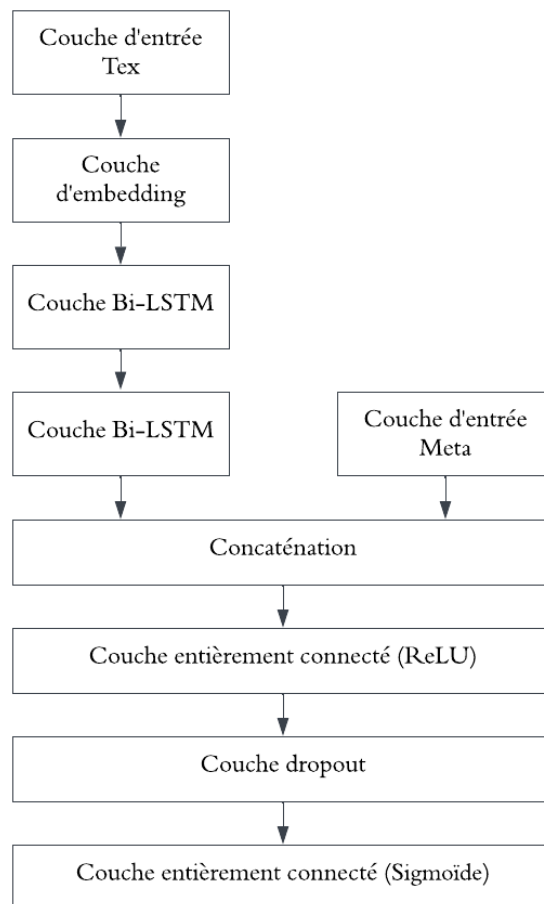 Couche d'entrée
Tex
Couche
d'embedding
Couche Bi-LSTM
Couche Bi-LSTM
Couche d'entrée
Meta
Concaténation
Couche entièrement connecté (ReLU)
Couche dropout
Couche entièrement connecté (Sigmoïde)